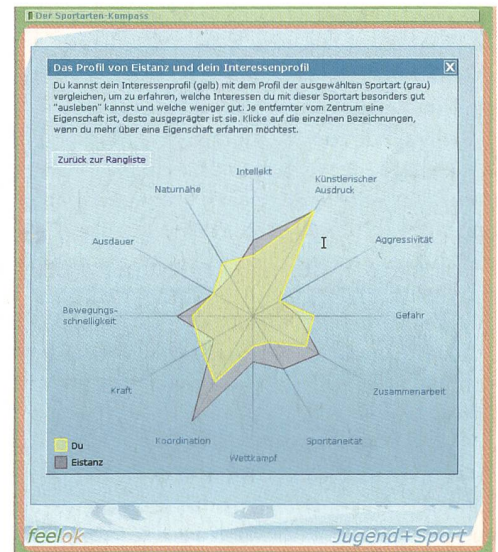 Der Sportarten-Kompass
Das Profil von Eistanz und dein Interessenprofil
X
Du kannst dein Interessenprofil (gelb) mit dem Profil der ausgewählten Sportart (grau)
vergleichen, um zu erfahren, welche Interessen du mit dieser Sportart besonders gut
"ausleben" kannst und welche weniger gut. Je entfernter vom Zentrum eine
Eigenschaft ist, desto ausgeprägter ist sie. Klicke auf die einzelnen Bezeichnungen,
wenn du mehr über eine Eigenschaft erfahren möchtest.
Zurück zur Rangliste
Intellekt
Künstlerischer
Ausdruck
Naturnähe
Aggressivität
Ausdauer
Bewegungs-
schnelligkeit
Gefahr
Kraft
Zusammenarbeit
Koordination
Spontaneität
Wettkampf
Du
Eistanz
feelok
Jugend+Sport